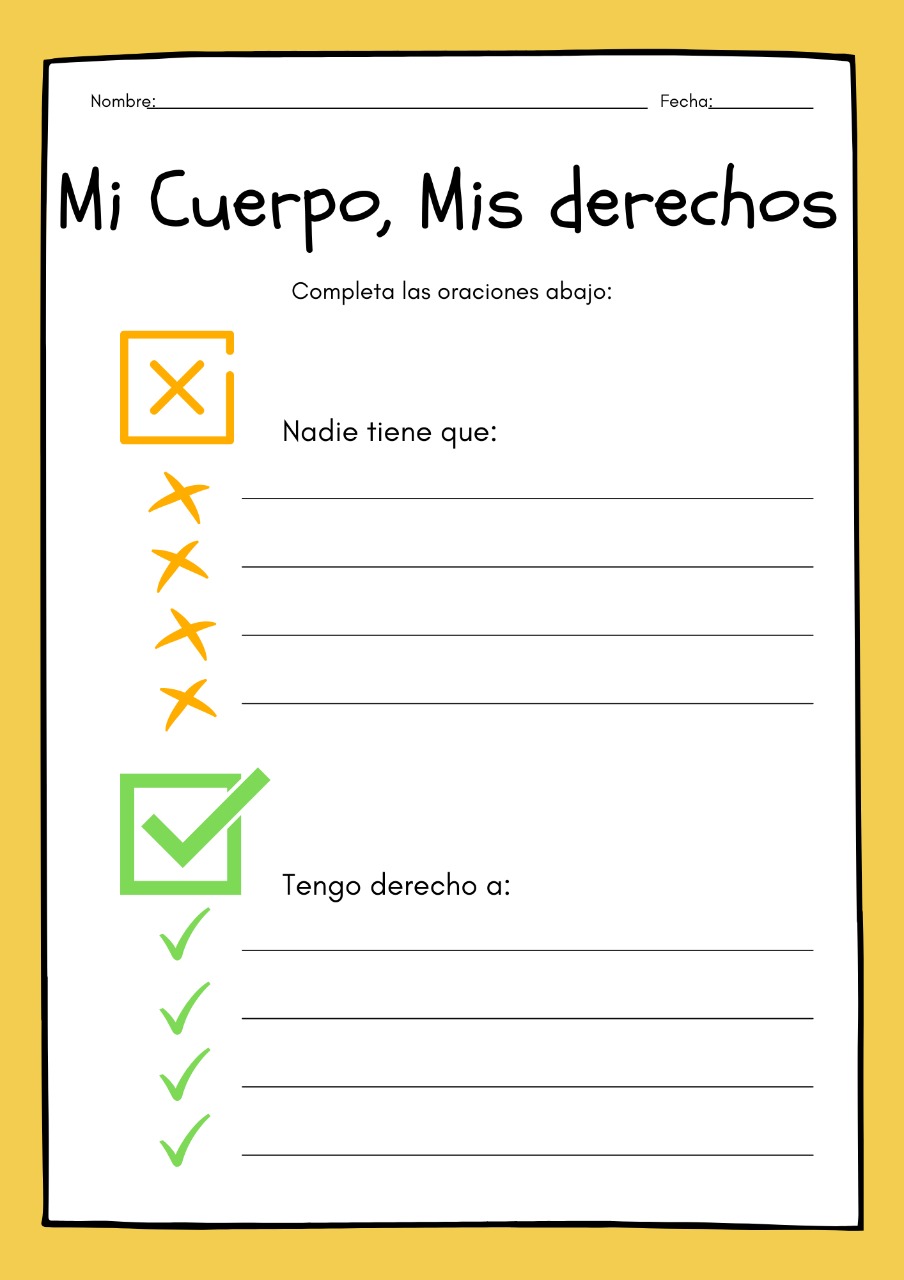 Nombre: Fecha:
Mi Cuerpo, Mis derechos
Completa las oraciones abajo:
Nadie tiene que:
Tengo derecho a: